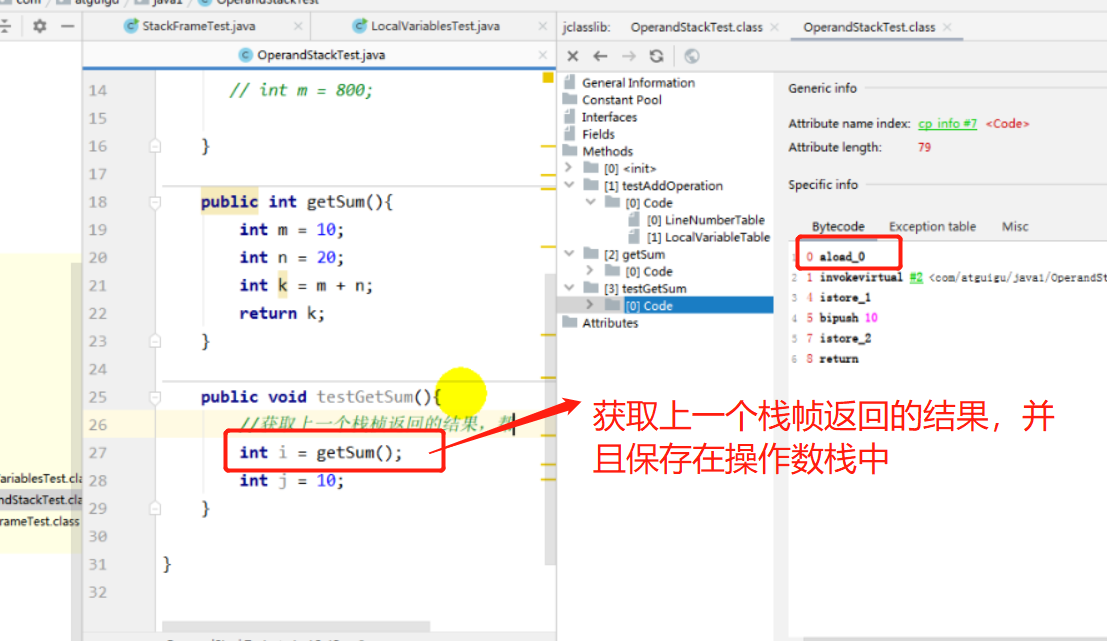 com
atguigu
java1
OperandStackTest
StackFrameTest.java
LocalVariablesTest.java
OperandStackTest.java
14 // int m = 800;
15
16 }
17
18 public int getSum(){
19 int m = 10;
20 int n = 20;
21 int k = m + n;
22 return k;
23 }
24
25 public void testGetSum(){
26 //获取上一个栈桢返回的结果，
27 int i = getSum();
28 int j = 10;
29 }
30
31 }
32
ariablesTest.cla
ndStackTest.cla
rameTest.class
jclasslib: OperandStackTest.class OperandStackTest.class
General Information
Constant Pool
Interfaces
Fields
Methods
[0] <init>
[1] testAddOperation
[0] Code
[0] LineNumberTable
[1] LocalVariableTable
[2] getSum
[0] Code
[3] testGetSum
[0] Code
Attributes
Generic info
Attribute name index: cp info #7 <Code>
Attribute length: 79
Specific info
Bytecode Exception table Misc
1 0 aload_0
2 1 invokevirtual #2 <com/atguigu/java1/OperandS
3 4 istore_1
4 5 bipush 10
5 7 istore_2
6 8 return
获取上一个栈帧返回的结果，并
且保存在操作数栈中